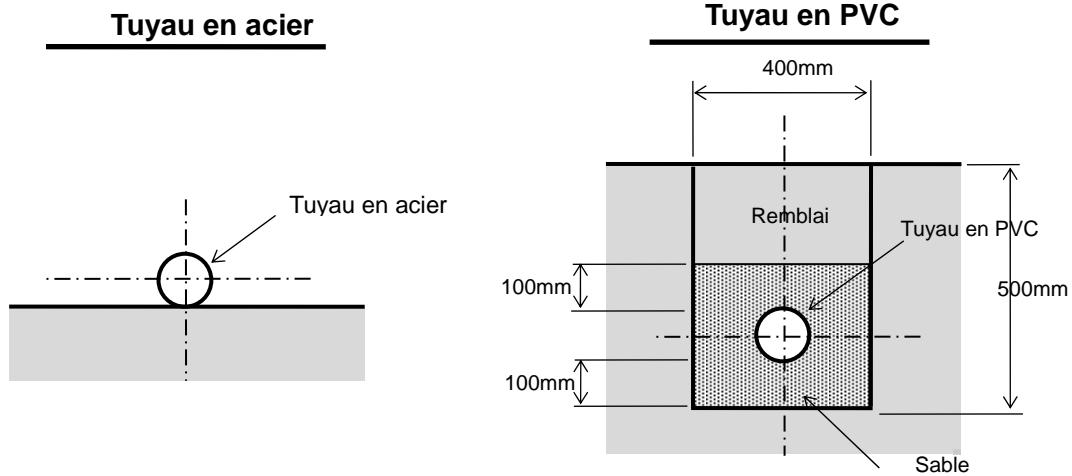 Tuyau en acier
Tuyau en acier
Tuyau en PVC
400mm
Remblai
Tuyau en PVC
100mm
500mm
100mm
Sable